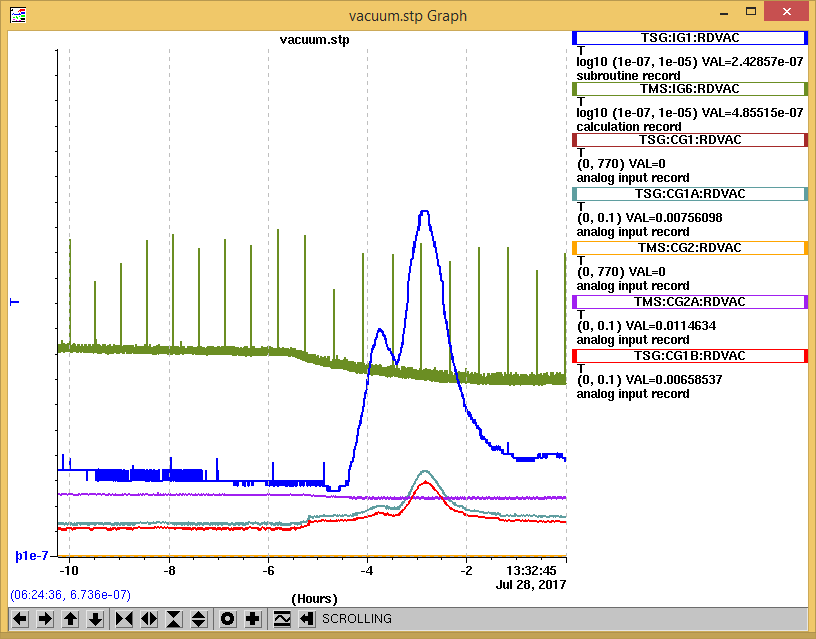 vacuum.stp Graph
vacuum.stp
TSG:IG1:RDVAC
T
log10 (1e-07, 1e-05) VAL=2.42857e-07
subroutine record
TMS:IG6:RDVAC
T
log10 (1e-07, 1e-05) VAL=4.85515e-07
calculation record
TSG:CG1:RDVAC
T
(0, 770) VAL=0
analog input record
TSG:CG1A:RDVAC
T
(0, 0.1) VAL=0.00756098
analog input record
TMS:CG2:RDVAC
T
(0, 770) VAL=0
analog input record
TMS:CG2A:RDVAC
T
(0, 0.1) VAL=0.0114634
analog input record
TSG:CG1B:RDVAC
T
(0, 0.1) VAL=0.00658537
analog input record
T
1e-7
-10 -8 -6 -4 -2 13:32:45
Jul 28, 2017
(06:24:36, 6.736e-07)
(Hours)
SCROLLING